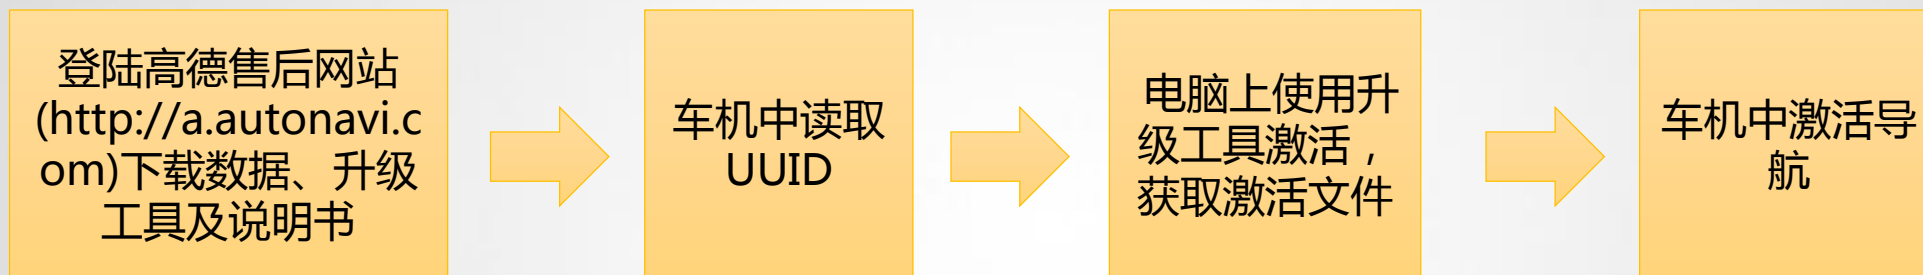 登陆高德售后网站
(http://a.autonavi.c
om)下载数据、升级
工具及说明书
车机中读取
UUID
电脑上使用升
级工具激活，
获取激活文件
车机中激活导
航